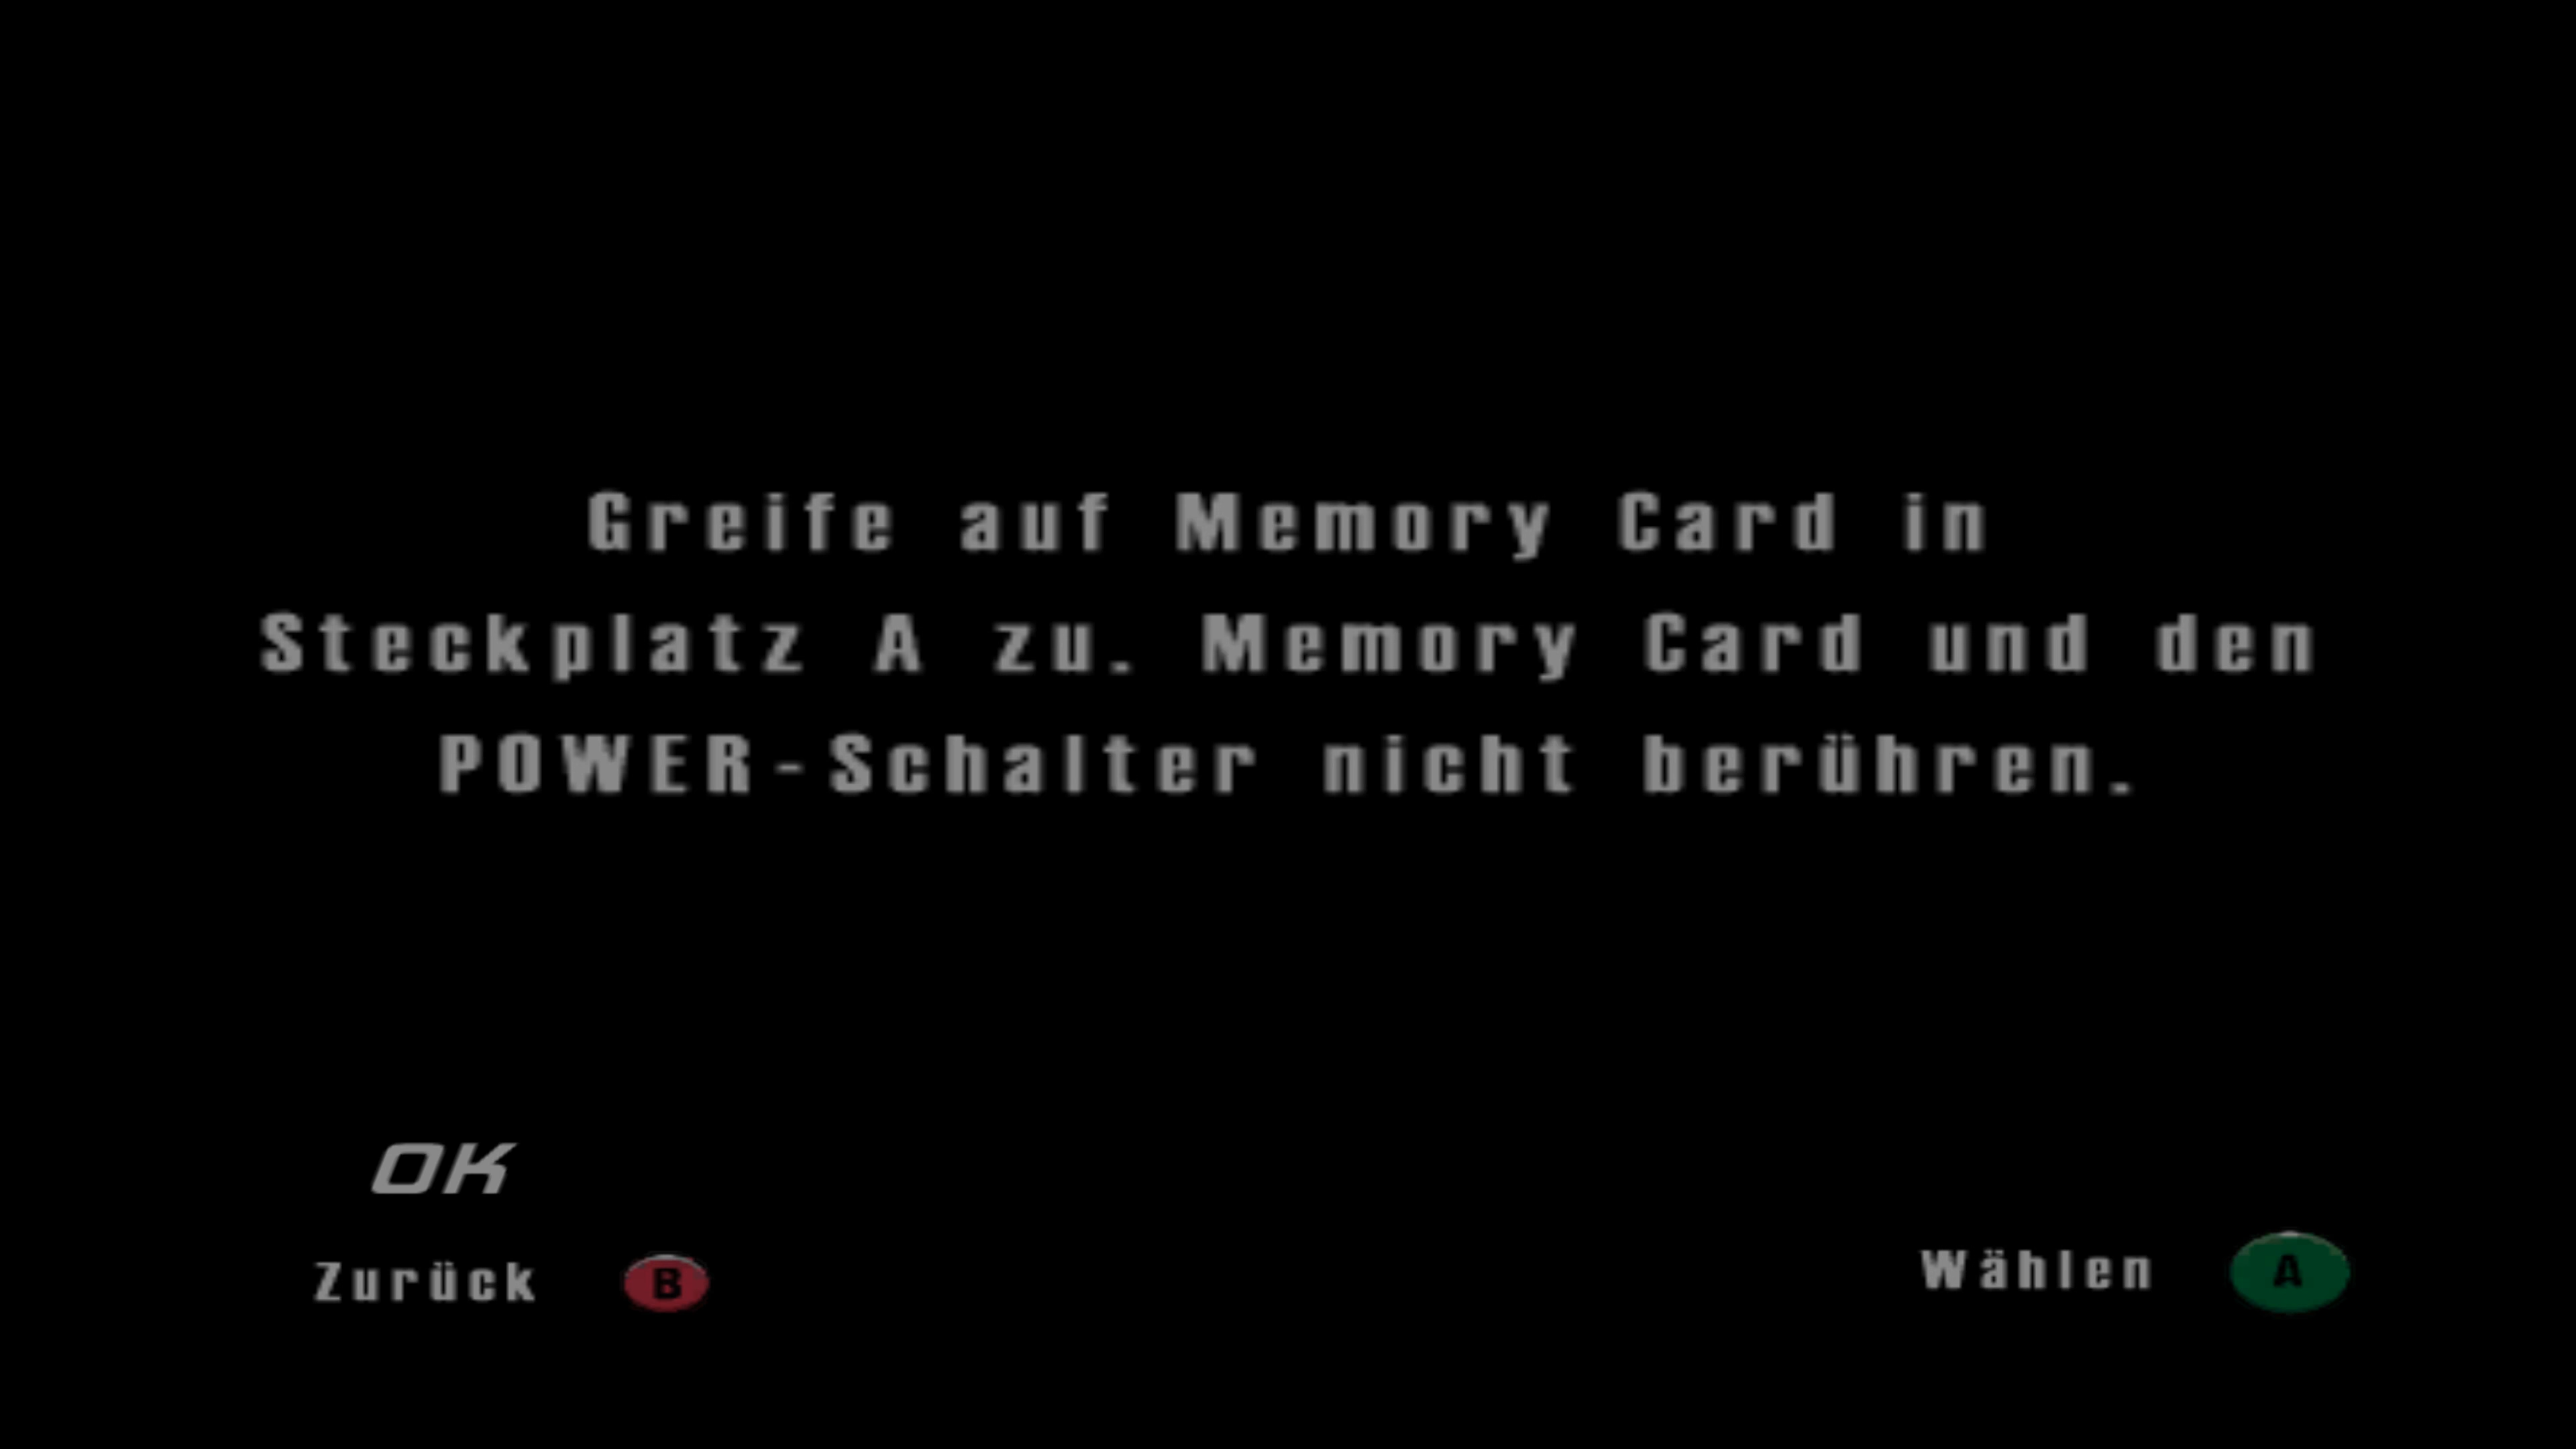 Greife auf Memory Card in
Steckplatz A zu. Memory Card und den
POWER-Schalter nicht berühren.
OK
Zurück B
Wählen A